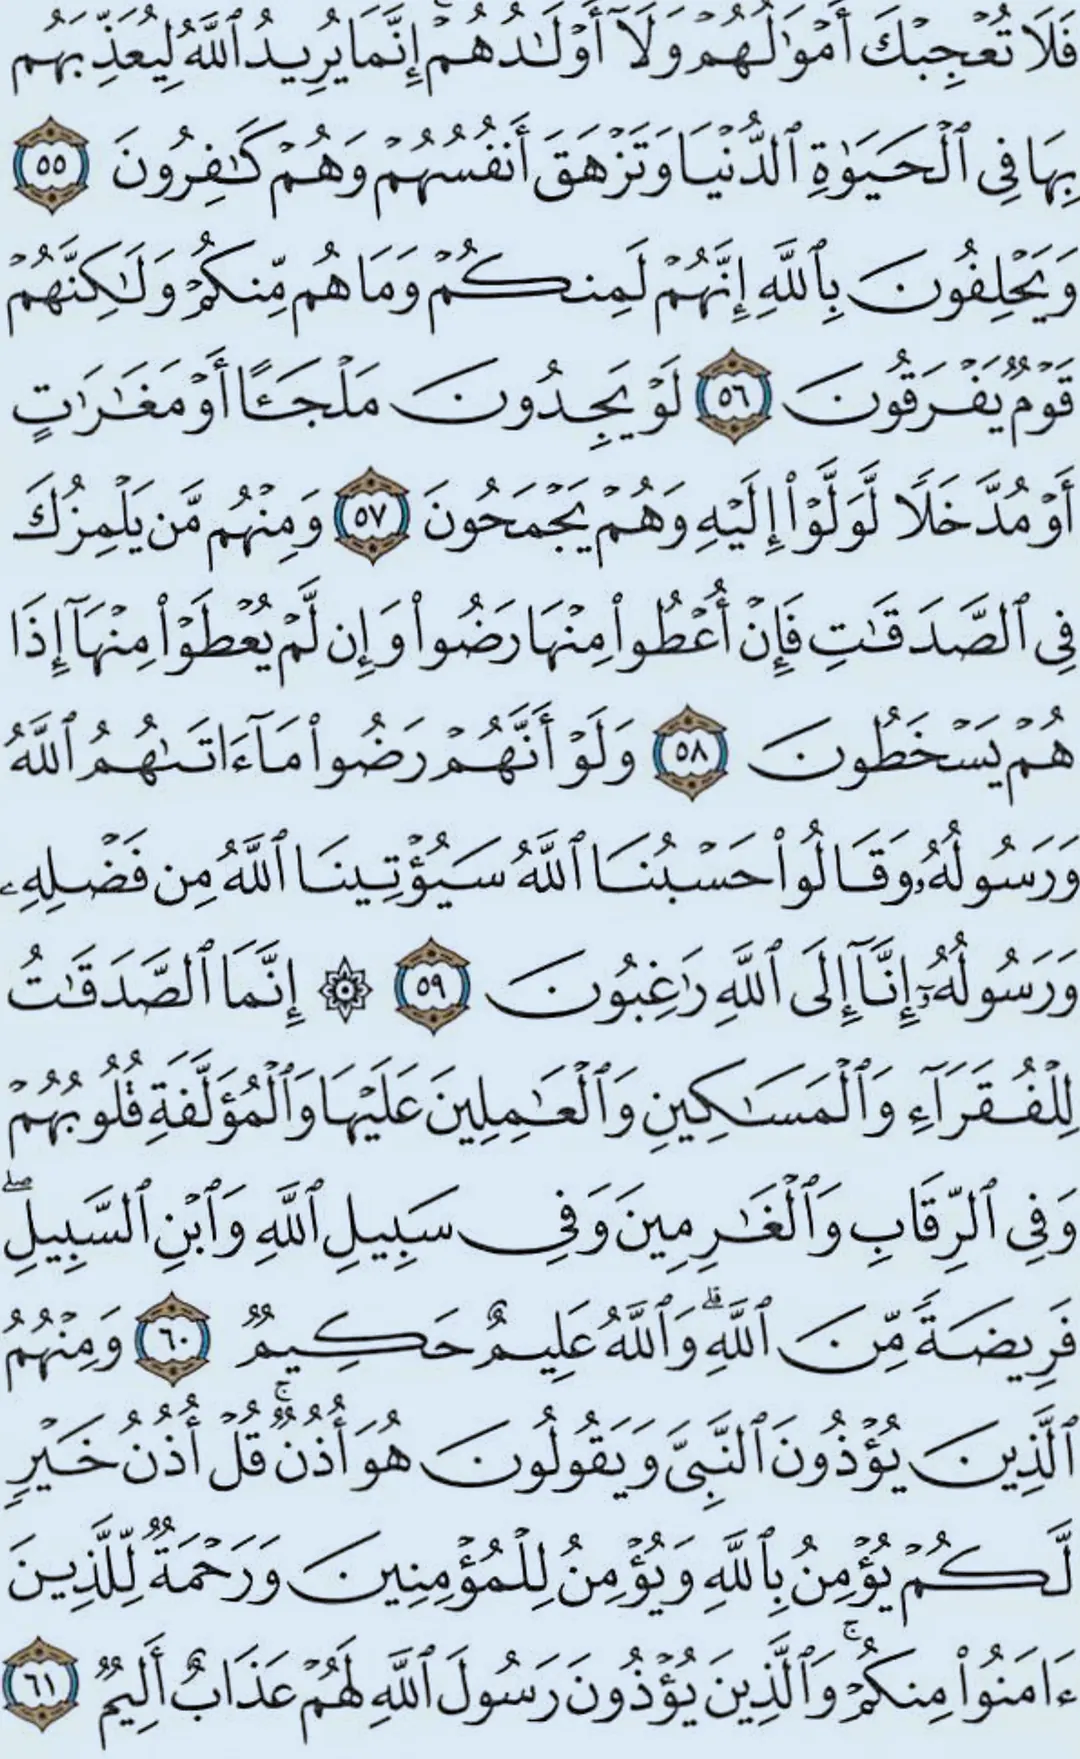 فَلَا تُعْجِبْكَ أَمْوَٰلُهُمْ وَلَآ أَوْلَـٰدُهُمْ ۚ إِنَّمَا يُرِيدُ ٱللَّهُ لِيُعَذِّبَهُم
بِهَا فِى ٱلْحَيَوٰةِ ٱلدُّنْيَا وَتَزْهَقَ أَنفُسُهُمْ وَهُمْ كَـٰفِرُونَ ٥٥
وَيَحْلِفُونَ بِٱللَّهِ إِنَّهُمْ لَمِنكُمْ وَمَا هُم مِّنكُمْ وَلَـٰكِنَّهُمْ
قَوْمٌ يَفْرَقُونَ ٥٦ لَوْ يَجِدُونَ مَلْجَـًٔا أَوْ مَغَـٰرَٰتٍ
أَوْ مُدَّخَلًا لَّوَلَّوْا۟ إِلَيْهِ وَهُمْ يَجْمَحُونَ ٥٧ وَمِنْهُم مَّن يَلْمِزُكَ
فِى ٱلصَّدَقَـٰتِ فَإِنْ أُعْطُوا۟ مِنْهَا رَضُوا۟ وَإِن لَّمْ يُعْطَوْا۟ مِنْهَآ إِذَا
هُمْ يَسْخَطُونَ ٥٨ وَلَوْ أَنَّهُمْ رَضُوا۟ مَآ ءَاتَىٰهُمُ ٱللَّهُ
وَرَسُولُهُۥ وَقَالُوا۟ حَسْبُنَا ٱللَّهُ سَيُؤْتِينَا ٱللَّهُ مِن فَضْلِهِۦ
وَرَسُولُهُۥٓ إِنَّآ إِلَى ٱللَّهِ رَٰغِبُونَ ٥٩ ۞ إِنَّمَا ٱلصَّدَقَـٰتُ
لِلْفُقَرَآءِ وَٱلْمَسَـٰكِينِ وَٱلْعَـٰمِلِينَ عَلَيْهَا وَٱلْمُؤَلَّفَةِ قُلُوبُهُمْ
وَفِى ٱلرِّقَابِ وَٱلْغَـٰرِمِينَ وَفِى سَبِيلِ ٱللَّهِ وَٱبْنِ ٱلسَّبِيلِ ۖ
فَرِيضَةً مِّنَ ٱللَّهِ ۗ وَٱللَّهُ عَلِيمٌ حَكِيمٌ ٦٠ وَمِنْهُمُ
ٱلَّذِينَ يُؤْذُونَ ٱلنَّبِىَّ وَيَقُولُونَ هُوَ أُذُنٌ ۚ قُلْ أُذُنُ خَيْرٍ
لَّكُمْ يُؤْمِنُ بِٱللَّهِ وَيُؤْمِنُ لِلْمُؤْمِنِينَ وَرَحْمَةٌ لِّلَّذِينَ
ءَامَنُوا۟ مِنكُمْ ۚ وَٱلَّذِينَ يُؤْذُونَ رَسُولَ ٱللَّهِ لَهُمْ عَذَابٌ أَلِيمٌ ٦١